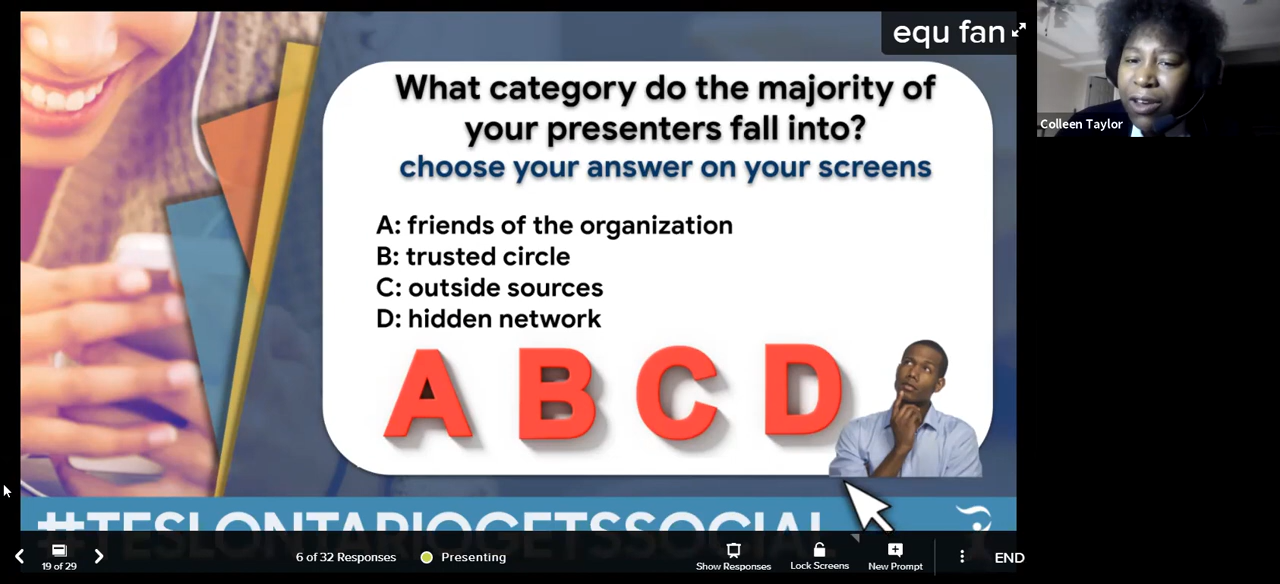 equ fan
Colleen Taylor
What category do the majority of
your presenters fall into?
choose your answer on your screens
A: friends of the organization
B: trusted circle
C: outside sources
D: hidden network
A B C D
#TESLONTARIOGETSSOCIAL
19 of 29
6 of 32 Responses
Presenting
Show Responses
Lock Screens
New Prompt
END